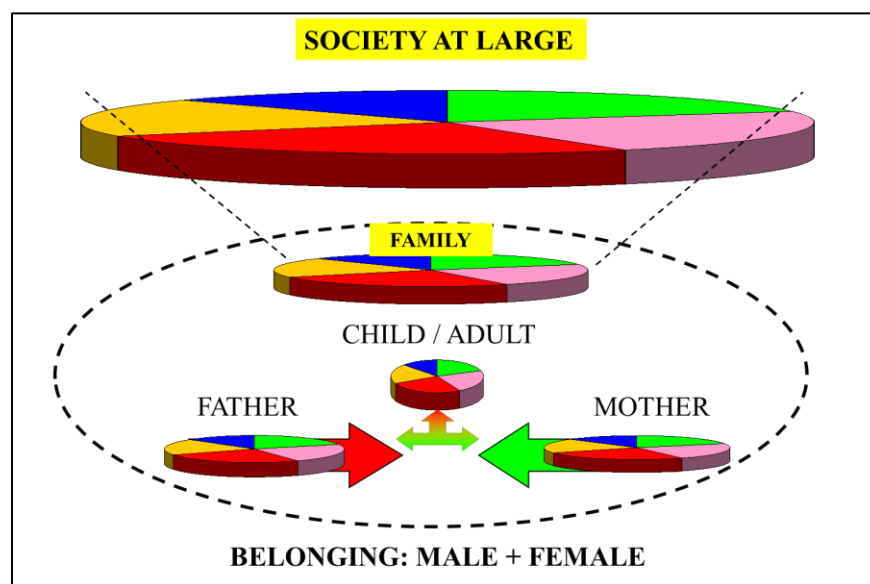 SOCIETY AT LARGE
FAMILY
CHILD / ADULT
FATHER
MOTHER
BELONGING: MALE + FEMALE